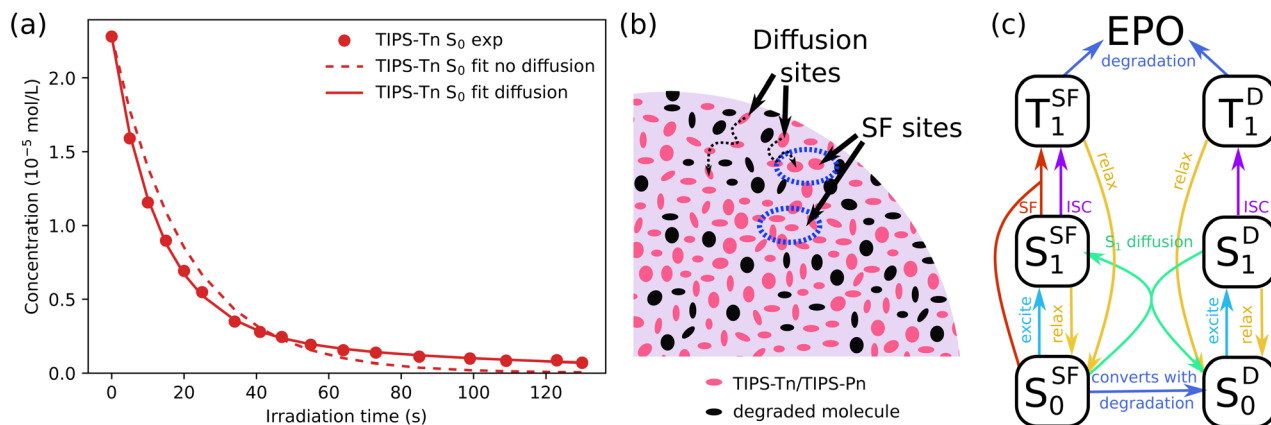 (a)
TIPS-Tn S₀ exp
TIPS-Tn S₀ fit no diffusion
TIPS-Tn S₀ fit diffusion
Concentration (10⁻⁵ mol/L)
2.0
1.5
1.0
0.5
0.0
0 20 40 60 80 100 120
Irradiation time (s)
(b)
Diffusion
sites
SF sites
TIPS-Tn/TIPS-Pn
degraded molecule
(c)
EPO
degradation
T₁^SF
T₁^D
relax
relax
SF
ISC
ISC
S₁ diffusion
S₁^SF
S₁^D
excite
relax
excite
relax
S₀^SF
converts with
degradation
S₀^D